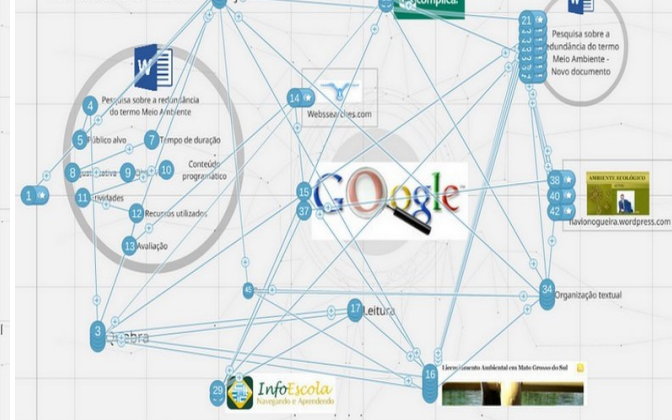 complica.
21
Pesquisa sobre a
redundância do termo
Meio Ambiente -
Novo documento
W
4
Pesquisa sobre a redundância
do termo Meio Ambiente
5
Público alvo
7
Tempo de duração
8
9
10
Conteúdo
programático
1
11
12
Recursos utilizados
13
Avaliação
14
Webssearches.com
15
37
Google
38
40
42
AMBIENTE ECOLÓGICO
flavionogueira.wordpress.com
34
Organização textual
17
Leitura
3
29
InfoEscola
Navegando e Aprendendo
16
Licenciamento Ambiental em Mato Grosso do Sul